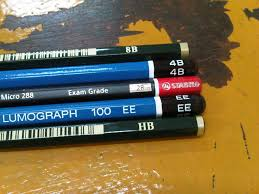 8B
4B
4B
Micro 288 Exam Grade 2B STABILO
LUMOGRAPH 100 EE EE
EE
HB